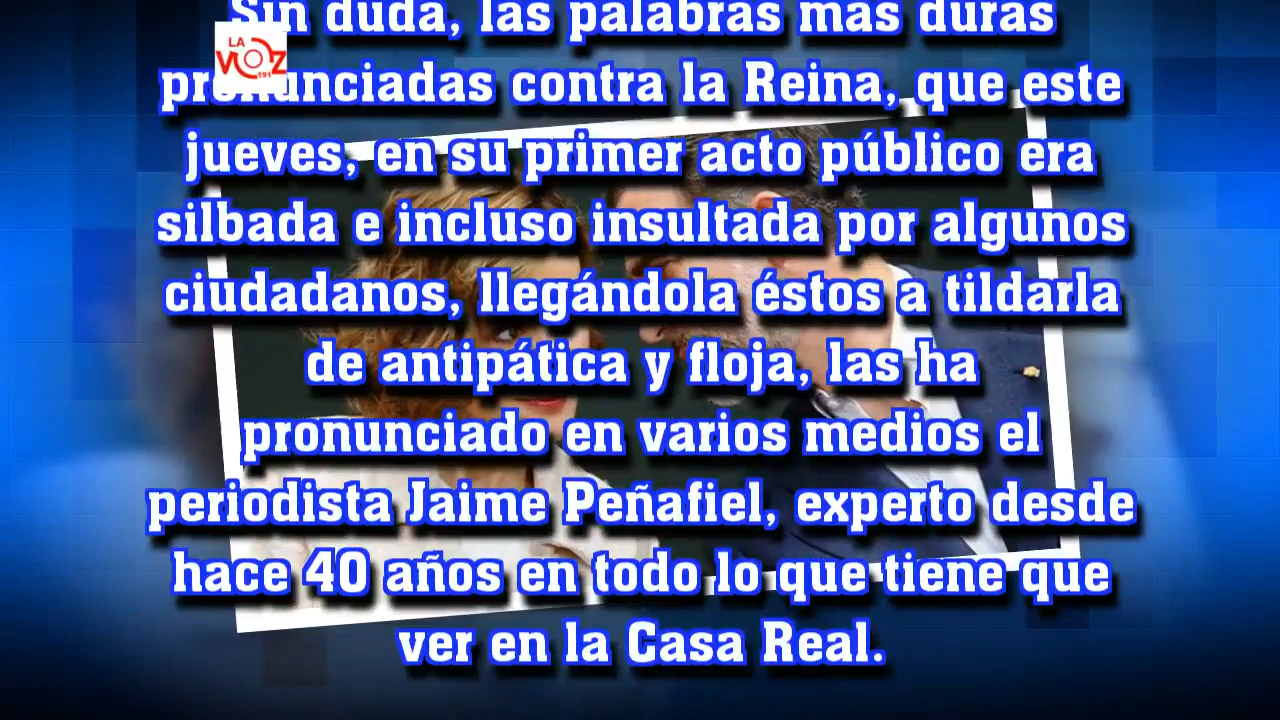 Sin duda, las palabras más duras
LA
VOZ
191
pronunciadas contra la Reina, que este
jueves, en su primer acto público era
silbada e incluso insultada por algunos
ciudadanos, llegándola éstos a tildarla
de antipática y floja, las ha
pronunciado en varios medios el
periodista Jaime Peñafiel, experto desde
hace 40 años en todo lo que tiene que
ver en la Casa Real.